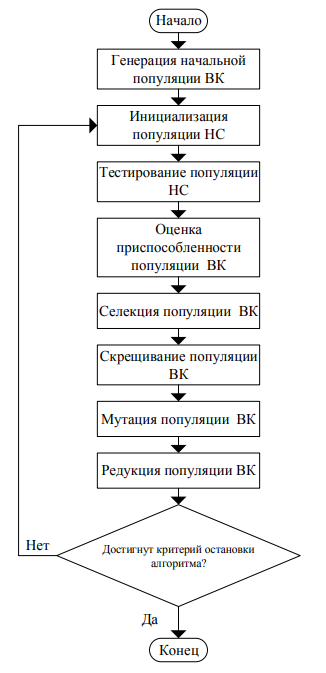 Начало
Генерация начальной
популяции ВК
Инициализация
популяции НС
Тестирование популяции
НС
Оценка
приспособленности
популяции ВК
Селекция популяции ВК
Скрещивание популяции
ВК
Мутация популяции ВК
Редукция популяции ВК
Достигнут критерий остановки
алгоритма?
Нет
Да
Конец